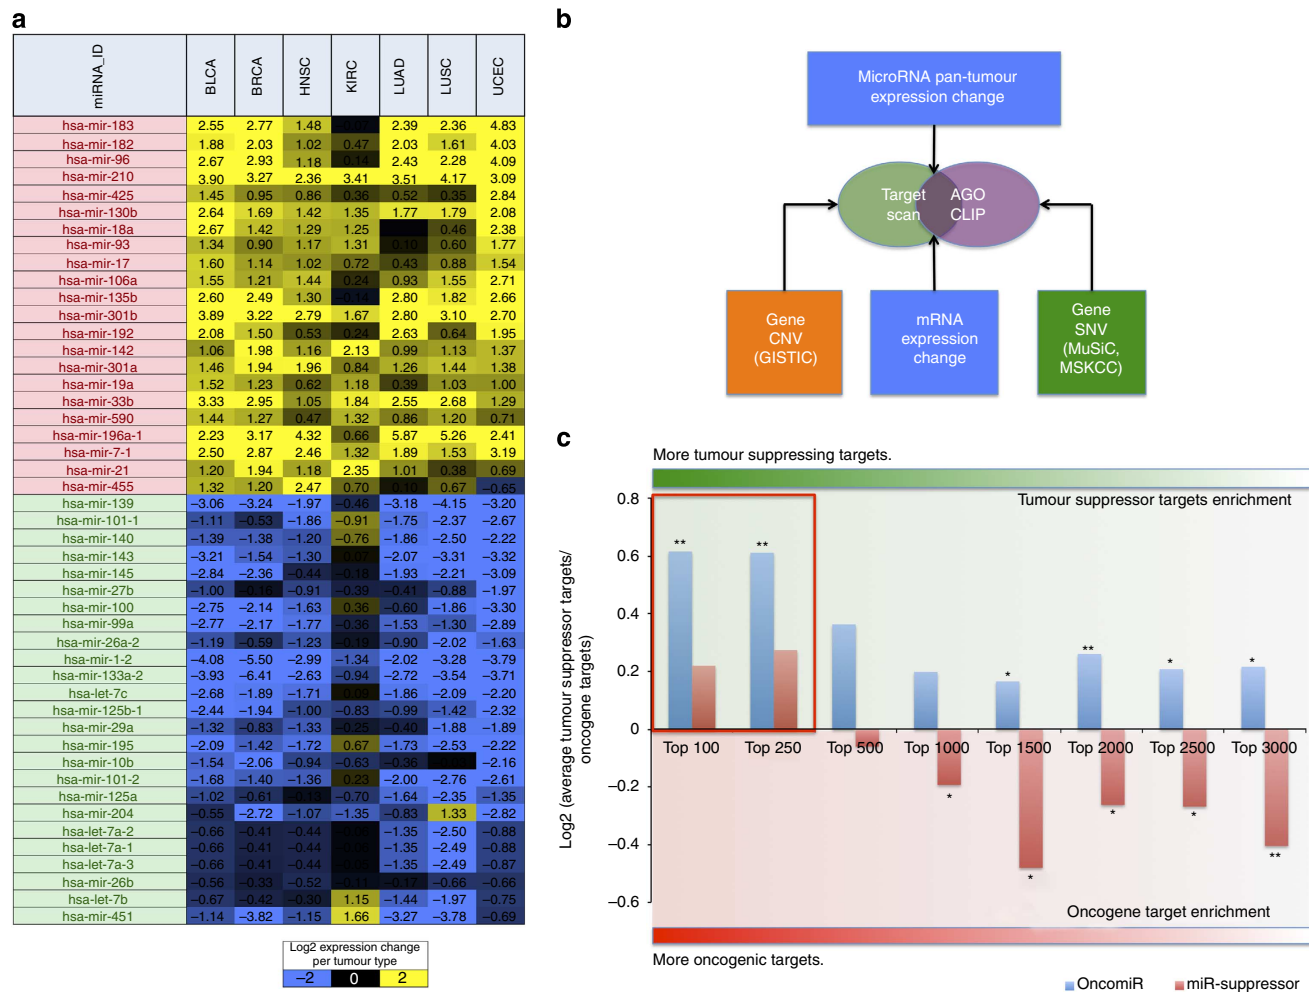 a
miRNA_ID BLCA BRCA HNSC KIRC LUAD LUSC UCEC
hsa-mir-183 2.55 2.77 1.48 2.39 2.36 4.83
hsa-mir-182 1.88 2.03 1.02 0.47 2.03 1.61 4.03
hsa-mir-96 2.67 2.93 1.18 0.14 2.43 2.28 4.09
hsa-mir-210 3.90 3.27 2.36 3.41 3.51 4.17 3.09
hsa-mir-425 1.45 0.95 0.86 0.36 0.52 0.35 2.84
hsa-mir-130b 2.64 1.69 1.42 1.35 1.77 1.79 2.08
hsa-mir-18a 2.67 1.42 1.29 1.25 0.46 2.38
hsa-mir-93 1.34 0.90 1.17 1.31 0.10 0.60 1.77
hsa-mir-17 1.60 1.14 1.02 0.72 0.43 0.88 1.54
hsa-mir-106a 1.55 1.21 1.44 0.24 0.93 1.55 2.71
hsa-mir-135b 2.60 2.49 1.30 −0.14 2.80 1.82 2.66
hsa-mir-301b 3.89 3.22 2.79 1.67 2.80 3.10 2.70
hsa-mir-192 2.08 1.50 0.53 0.24 2.63 0.64 1.95
hsa-mir-142 1.06 1.98 1.16 2.13 0.99 1.13 1.37
hsa-mir-301a 1.46 1.94 1.96 0.84 1.26 1.44 1.38
hsa-mir-19a 1.52 1.23 0.62 1.18 0.39 1.03 1.00
hsa-mir-33b 3.33 2.95 1.05 1.84 2.55 2.68 1.29
hsa-mir-590 1.44 1.27 0.47 1.32 0.86 1.20 0.71
hsa-mir-196a-1 2.23 3.17 4.32 0.66 5.87 5.26 2.41
hsa-mir-7-1 2.50 2.87 2.46 1.32 1.89 1.53 3.19
hsa-mir-21 1.20 1.94 1.18 2.35 1.01 0.38 0.69
hsa-mir-455 1.32 1.20 2.47 0.70 0.10 0.67 −0.65
hsa-mir-139 −3.06 −3.24 −1.97 −0.46 −3.18 −4.15 −3.20
hsa-mir-101-1 −1.11 −0.53 −1.86 −0.91 −1.75 −2.37 −2.67
hsa-mir-140 −1.39 −1.38 −1.20 −0.76 −1.86 −2.50 −2.22
hsa-mir-143 −3.21 −1.54 −1.30 0.07 −2.07 −3.31 −3.32
hsa-mir-145 −2.84 −2.36 −0.44 −0.18 −1.93 −2.21 −3.09
hsa-mir-27b −1.00 −0.16 −0.91 −0.39 −0.41 −0.88 −1.97
hsa-mir-100 −2.75 −2.14 −1.63 0.36 −0.60 −1.86 −3.30
hsa-mir-99a −2.77 −2.17 −1.77 −0.36 −1.53 −1.30 −2.89
hsa-mir-26a-2 −1.19 −0.59 −1.23 −0.19 −0.90 −2.02 −1.63
hsa-mir-1-2 −4.08 −5.50 −2.99 −1.34 −2.02 −3.28 −3.79
hsa-mir-133a-2 −3.93 −6.41 −2.63 −0.94 −2.72 −3.54 −3.71
hsa-let-7c −2.68 −1.89 −1.71 0.09 −1.86 −2.09 −2.20
hsa-mir-125b-1 −2.44 −1.94 −1.00 −0.83 −0.99 −1.42 −2.32
hsa-mir-29a −1.32 −0.83 −1.33 −0.25 −0.40 −1.88 −1.89
hsa-mir-195 −2.09 −1.42 −1.72 0.67 −1.73 −2.53 −2.22
hsa-mir-10b −1.54 −2.06 −0.94 −0.63 −0.36 −2.16
hsa-mir-101-2 −1.68 −1.40 −1.36 0.23 −2.00 −2.76 −2.61
hsa-mir-125a −1.02 −0.61 −0.13 −0.70 −1.64 −2.35 −1.35
hsa-mir-204 −0.55 −2.72 −1.07 −1.35 −0.83 1.33 −2.82
hsa-let-7a-2 −0.66 −0.41 −0.44 −1.35 −2.50 −0.88
hsa-let-7a-1 −0.66 −0.41 −0.44 −1.35 −2.49 −0.88
hsa-let-7a-3 −0.66 −0.41 −0.44 −1.35 −2.49 −0.87
hsa-mir-26b −0.56 −0.33 −0.52 −0.11 −0.17 −0.66 −0.66
hsa-let-7b −0.67 −0.42 −0.30 1.15 −1.44 −1.97 −0.75
hsa-mir-451 −1.14 −3.82 −1.15 1.66 −3.27 −3.78 −0.69
Log2 expression change
per tumour type
−2 0 2
b
MicroRNA pan-tumour
expression change
Target
scan
AGO
CLIP
Gene
CNV
(GISTIC)
mRNA
expression
change
Gene
SNV
(MuSiC,
MSKCC)
c
More tumour suppressing targets.
Tumour suppressor targets enrichment
Log2 (average tumour suppressor targets/
oncogene targets)
0.8
0.6
0.4
0.2
0
−0.2
−0.4
−0.6
** ** * ** * *
Top 100 Top 250 Top 500 Top 1000 Top 1500 Top 2000 Top 2500 Top 3000
* * * * **
Oncogene target enrichment
More oncogenic targets.
OncomiR miR-suppressor